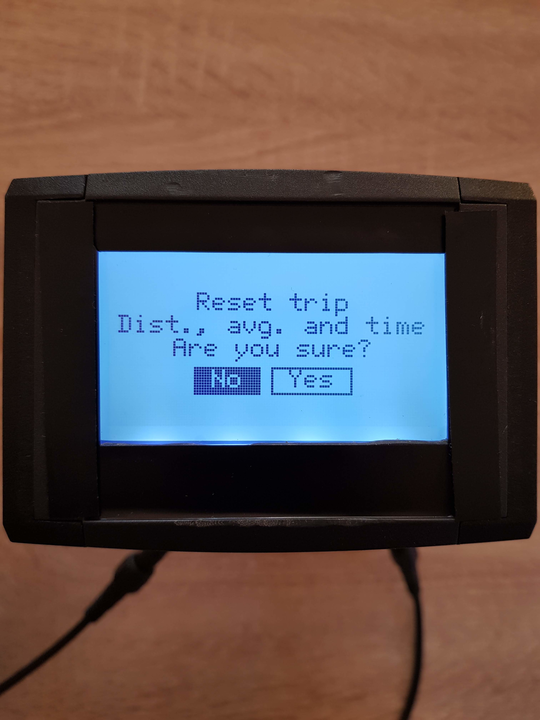 Reset trip
Dist., avg. and time
Are you sure?
No Yes